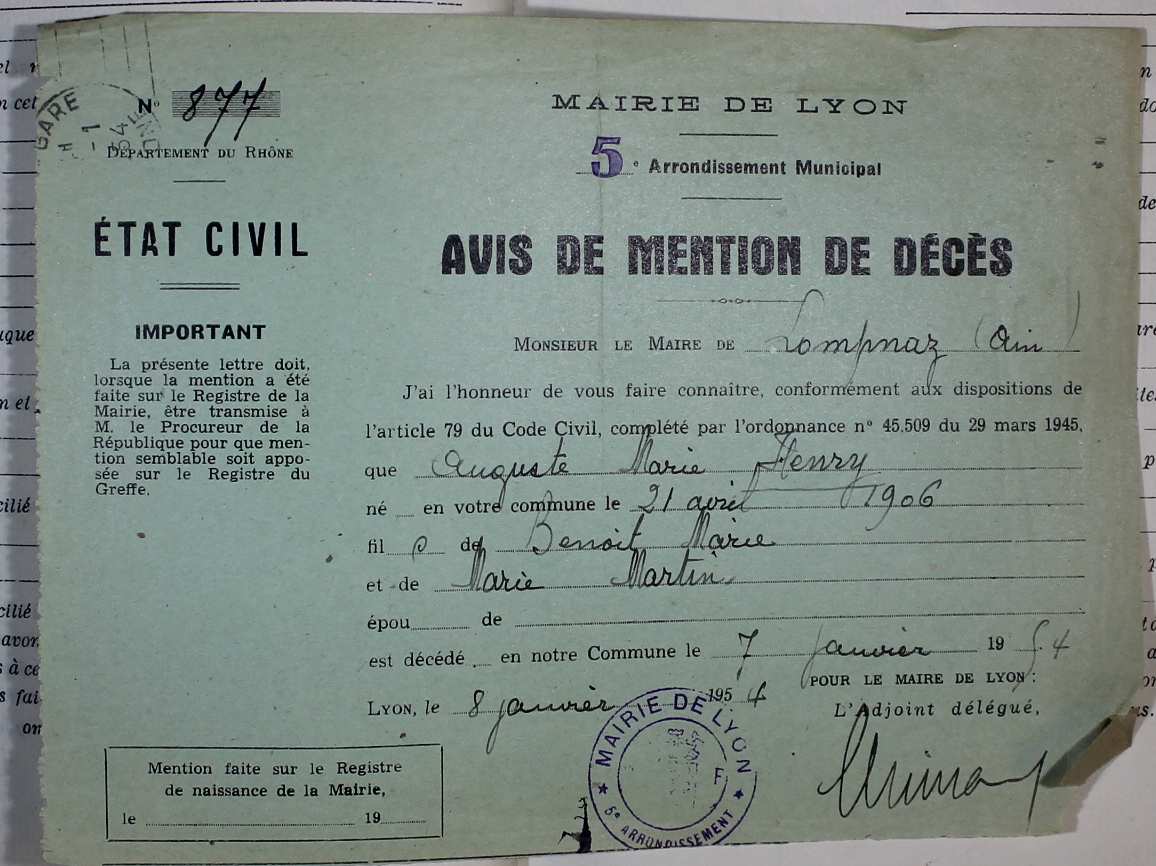 N° 877
DÉPARTEMENT DU RHÔNE
GARE
ÉTAT CIVIL
IMPORTANT
La présente lettre doit,
lorsque la mention a été
faite sur le Registre de la
Mairie, être transmise à
M. le Procureur de la
République pour que men-
tion semblable soit appo-
sée sur le Registre du
Greffe.
MAIRIE DE LYON
5e Arrondissement Municipal
AVIS DE MENTION DE DÉCÈS
MONSIEUR LE MAIRE DE Lompnaz (Ain)
J'ai l'honneur de vous faire connaître, conformément aux dispositions de
l'article 79 du Code Civil, complété par l'ordonnance n° 45.509 du 29 mars 1945,
que Auguste Marie Henry
né en votre commune le 21 avril 1906
fils de Benoit Marie
et de Marie Martin
épou de
est décédé en notre Commune le 7 Janvier 1954
POUR LE MAIRE DE LYON :
LYON, le 8 janvier 1954
L'Adjoint délégué,
MAIRIE DE LYON
5e ARRONDISSEMENT
Mention faite sur le Registre
de naissance de la Mairie,
le 19